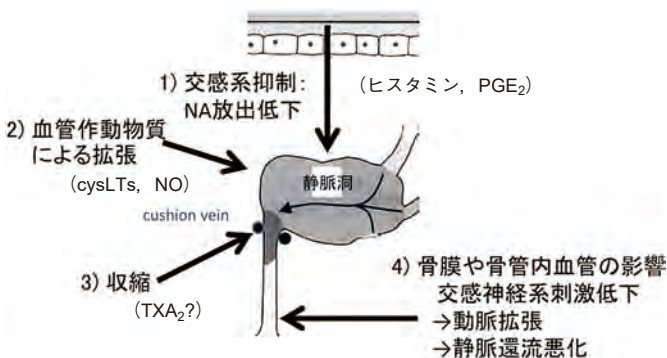 1) 交感系抑制:
NA放出低下
(ヒスタミン, PGE₂)
2) 血管作動物質
による拡張
(cysLTs, NO)
静脈洞
cushion vein
3) 収縮
(TXA₂?)
4) 骨膜や骨管内血管の影響
交感神経系刺激低下
→動脈拡張
→静脈還流悪化